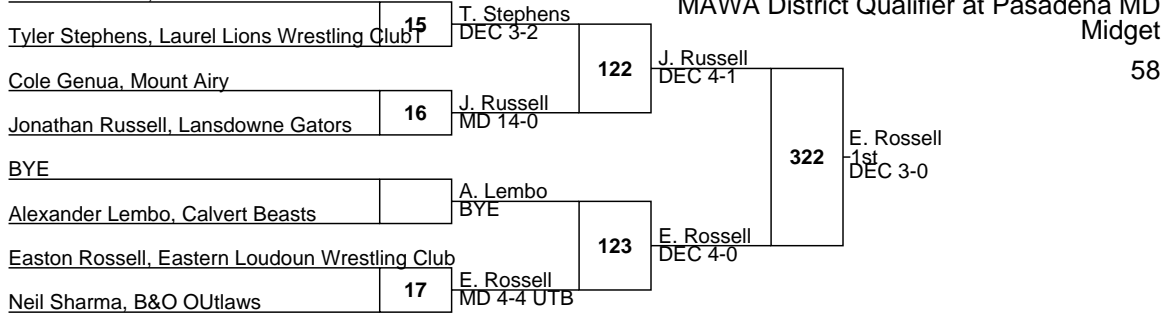 MAWA District Qualifier at Pasadena MD
Midget
58
15
T. Stephens
DEC 3-2
Tyler Stephens, Laurel Lions Wrestling Club
122
J. Russell
DEC 4-1
Cole Genua, Mount Airy
16
J. Russell
MD 14-0
Jonathan Russell, Lansdowne Gators
322
E. Rossell
1st
DEC 3-0
BYE
A. Lembo
BYE
Alexander Lembo, Calvert Beasts
123
E. Rossell
DEC 4-0
Easton Rossell, Eastern Loudoun Wrestling Club
17
E. Rossell
MD 4-4 UTB
Neil Sharma, B&O OUtlaws